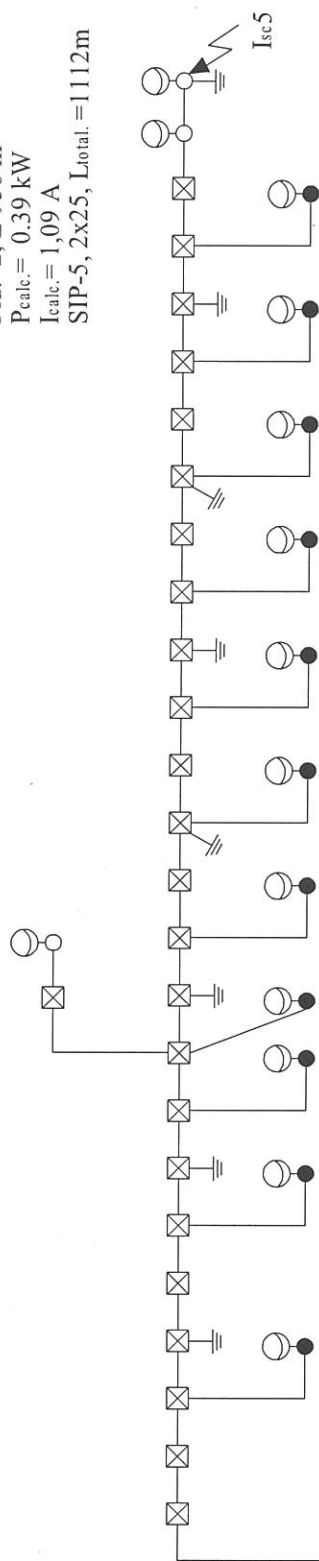 Pcalc.= 0.39 kW
Icalc.= 1,09 A
SIP-5, 2x25, Ltotal. =1112m
Isc5